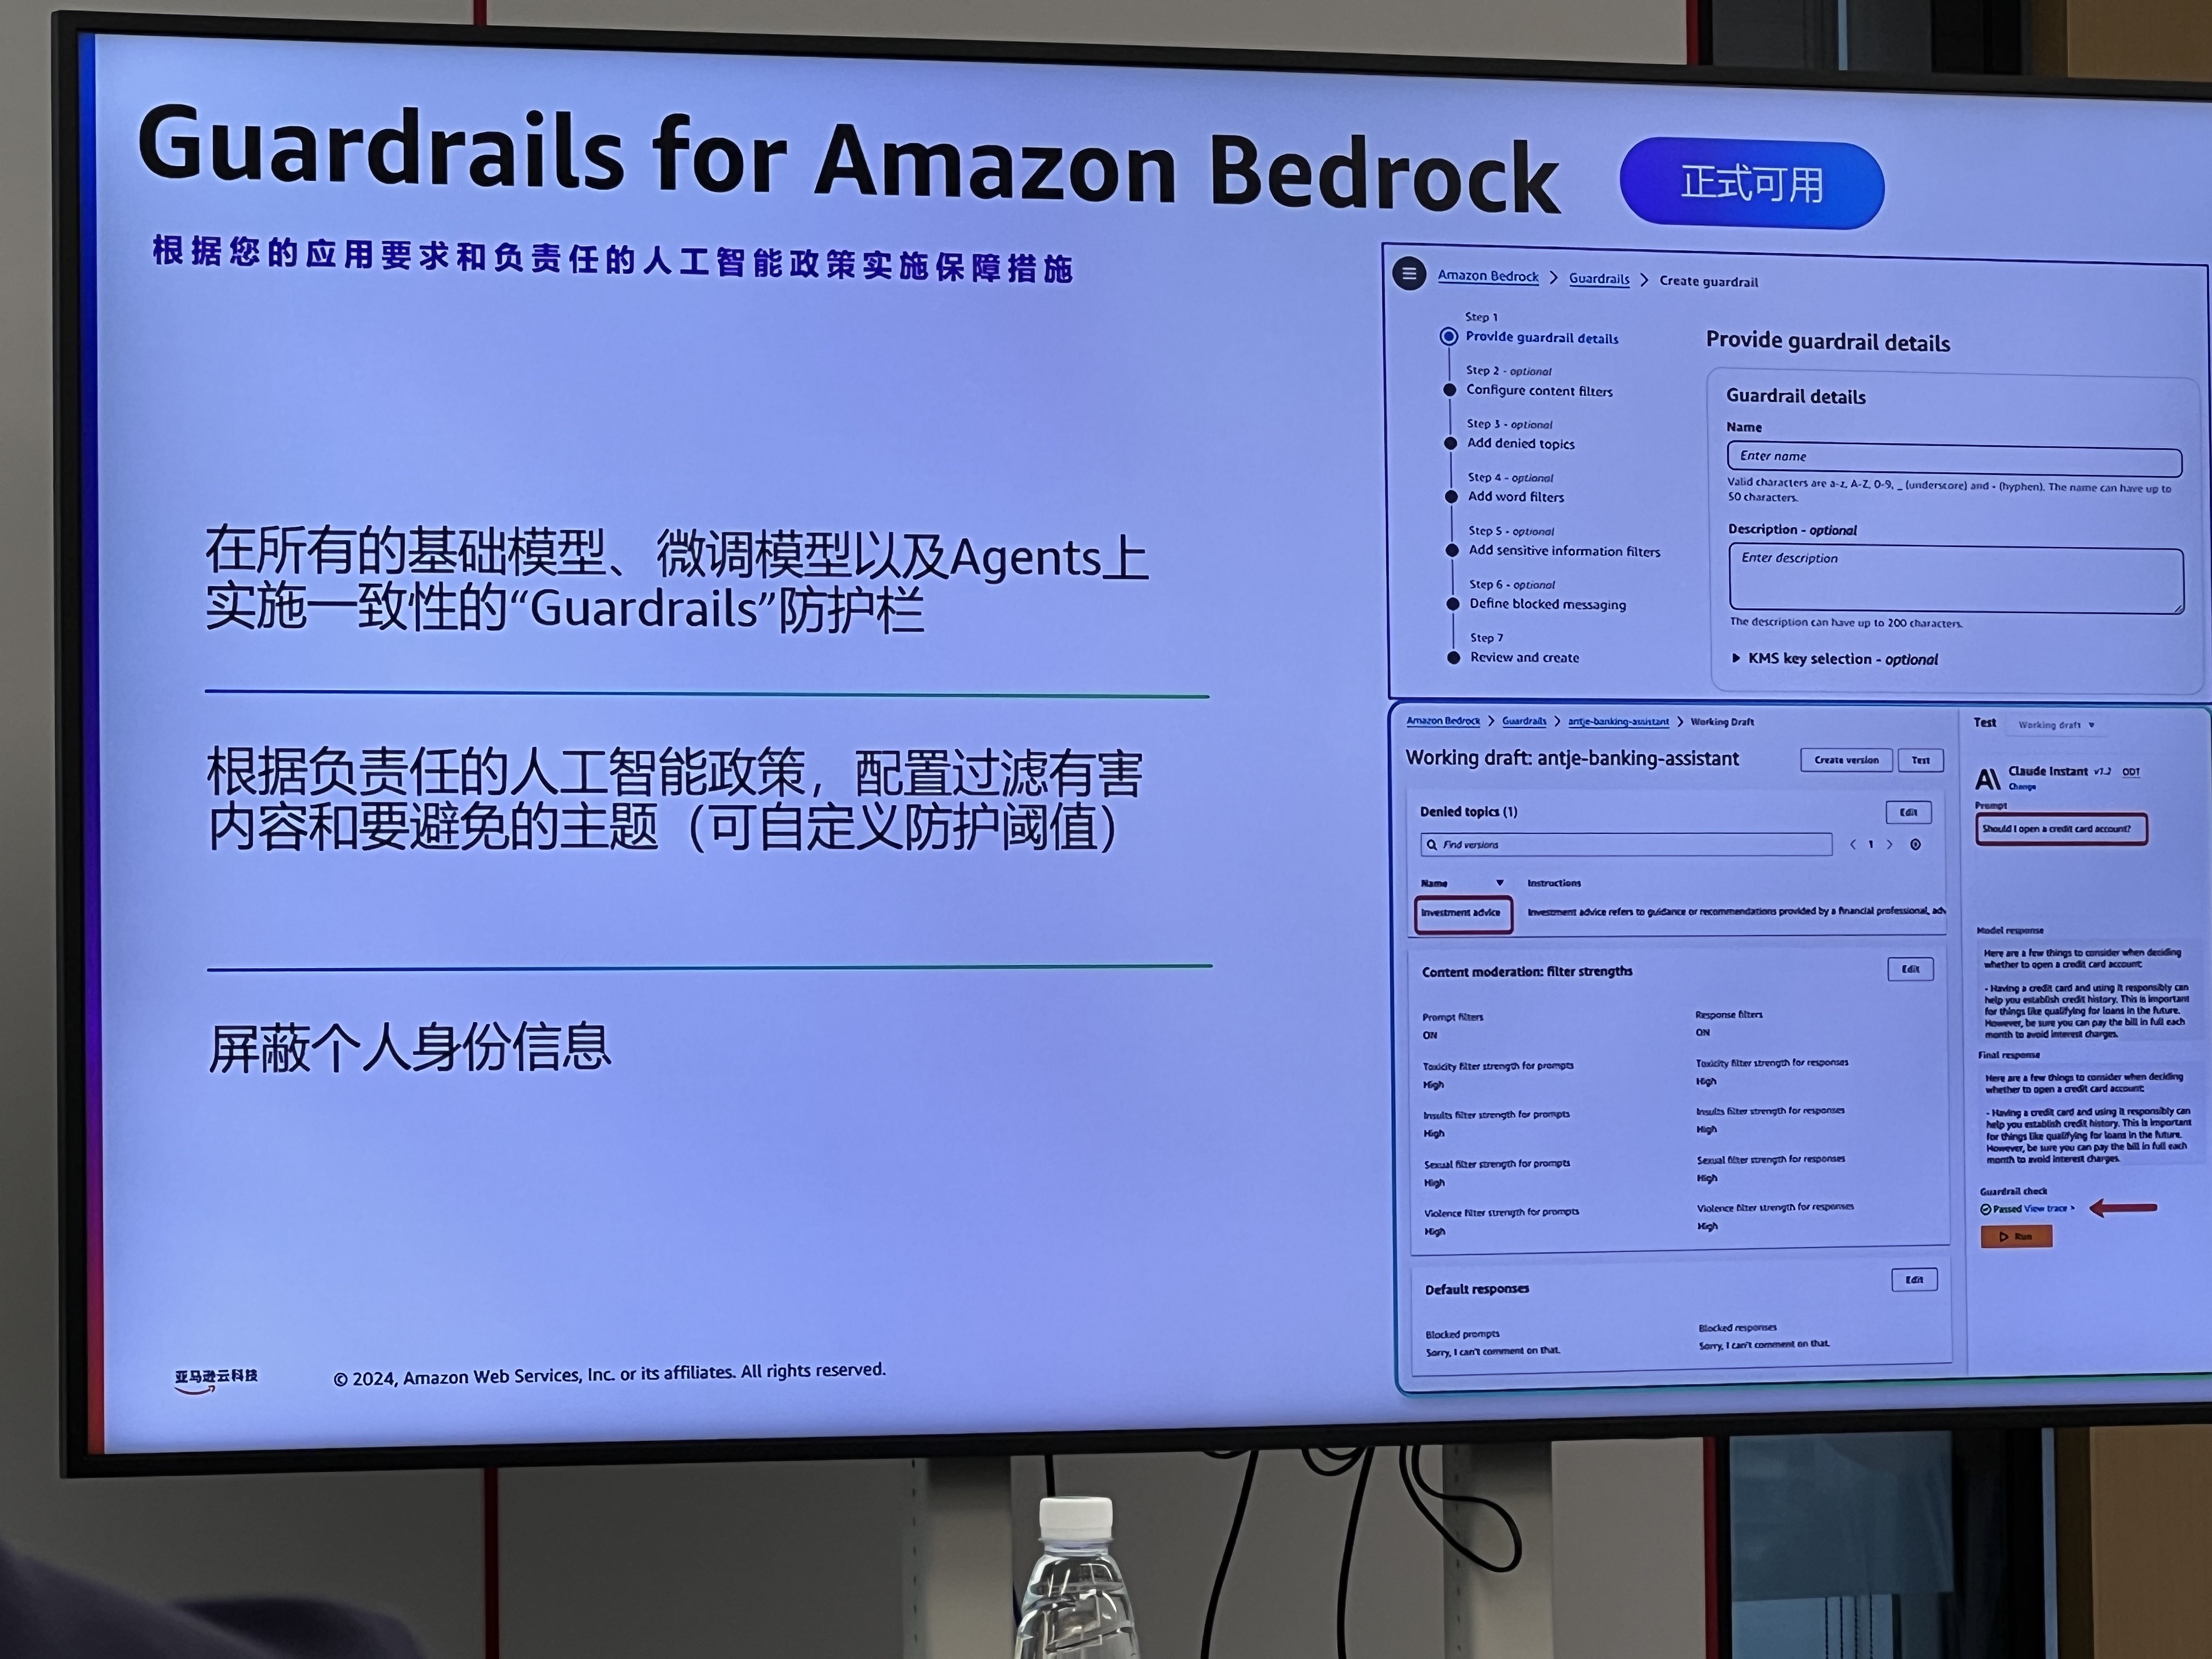 Guardrails for Amazon Bedrock
正式可用
根据您的应用要求和负责任的人工智能政策实施保障措施
在所有的基础模型、微调模型以及Agents上
实施一致性的“Guardrails”防护栏
根据负责任的人工智能政策，配置过滤有害
内容和要避免的主题（可自定义防护阈值）
屏蔽个人身份信息
亚马逊云科技
© 2024, Amazon Web Services, Inc. or its affiliates. All rights reserved.
Amazon Bedrock > Guardrails > Create guardrail
Step 1
Provide guardrail details
Step 2 - optional
Configure content filters
Step 3 - optional
Add denied topics
Step 4 - optional
Add word filters
Step 5 - optional
Add sensitive information filters
Step 6 - optional
Define blocked messaging
Step 7
Review and create
Provide guardrail details
Guardrail details
Name
Enter name
Valid characters are a-z, A-Z, 0-9, _ (underscore) and - (hyphen). The name can have up to
50 characters.
Description - optional
Enter description
The description can have up to 200 characters.
KMS key selection - optional
Amazon Bedrock > Guardrails > antje-banking-assistant > Working Draft
Working draft: antje-banking-assistant
Create version
Test
Denied topics (1)
Edit
Find versions
< 1 >
Name
Instructions
Investment advice
Investment advice refers to guidance or recommendations provided by a financial professional, adv
Content moderation: filter strengths
Edit
Prompt filters
Response filters
ON
ON
Toxicity filter strength for prompts
Toxicity filter strength for responses
High
High
Insults filter strength for prompts
Insults filter strength for responses
High
High
Sexual filter strength for prompts
Sexual filter strength for responses
High
High
Violence filter strength for prompts
Violence filter strength for responses
High
High
Default responses
Edit
Blocked prompts
Blocked responses
Sorry, I can't comment on that.
Sorry, I can't comment on that.
Test
Working draft
A\
Claude Instant v1.2 ODT
Change
Prompt
Should I open a credit card account?
Model response
Here are a few things to consider when deciding
whether to open a credit card account:
- Having a credit card and using it responsibly can
help you establish credit history. This is important
for things like qualifying for loans in the future.
However, be sure you can pay the bill in full each
month to avoid interest charges.
Final response
Here are a few things to consider when deciding
whether to open a credit card account:
- Having a credit card and using it responsibly can
help you establish credit history. This is important
for things like qualifying for loans in the future.
However, be sure you can pay the bill in full each
month to avoid interest charges.
Guardrail check
Passed View trace >
Run